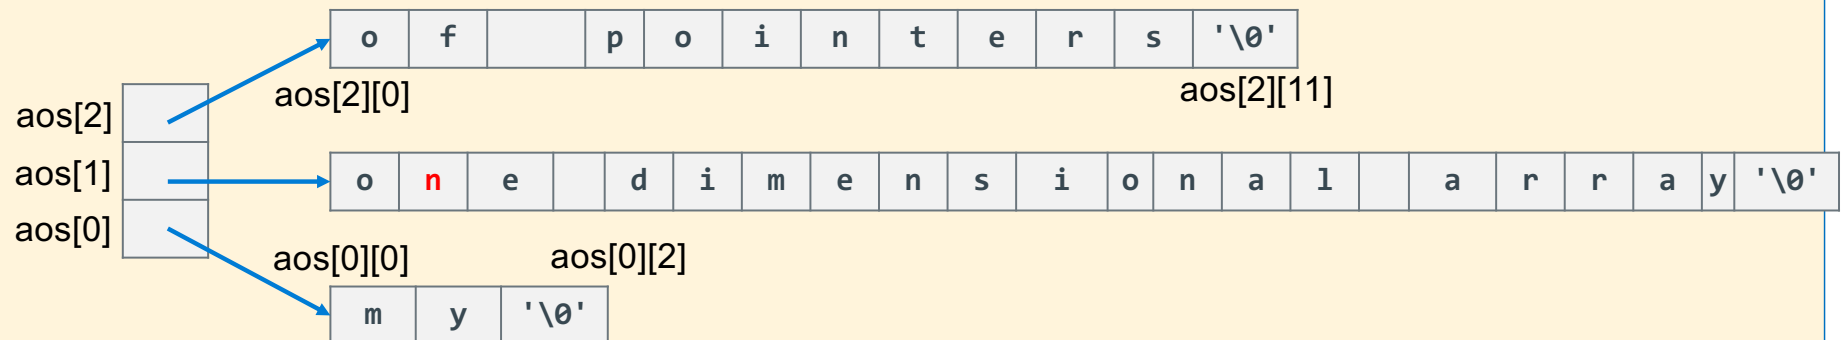 o f p o i n t e r s '\0'
aos[2][0] aos[2][11]
aos[2]
aos[1] o n e d i m e n s i o n a l a r r a y '\0'
aos[0]
aos[0][0] aos[0][2]
m y '\0'